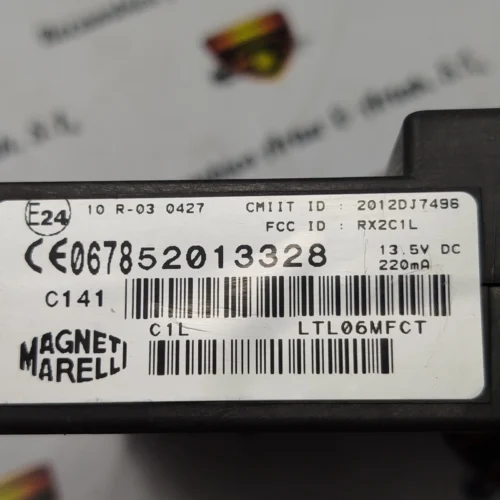 E24 10 R-03 0427 CMIIT ID : 2012DJ7496
FCC ID : RX2C1L
CE0678 52013328 13.5V DC
220mA
C141
C1L LTL06MFCT
MAGNETI
MARELLI